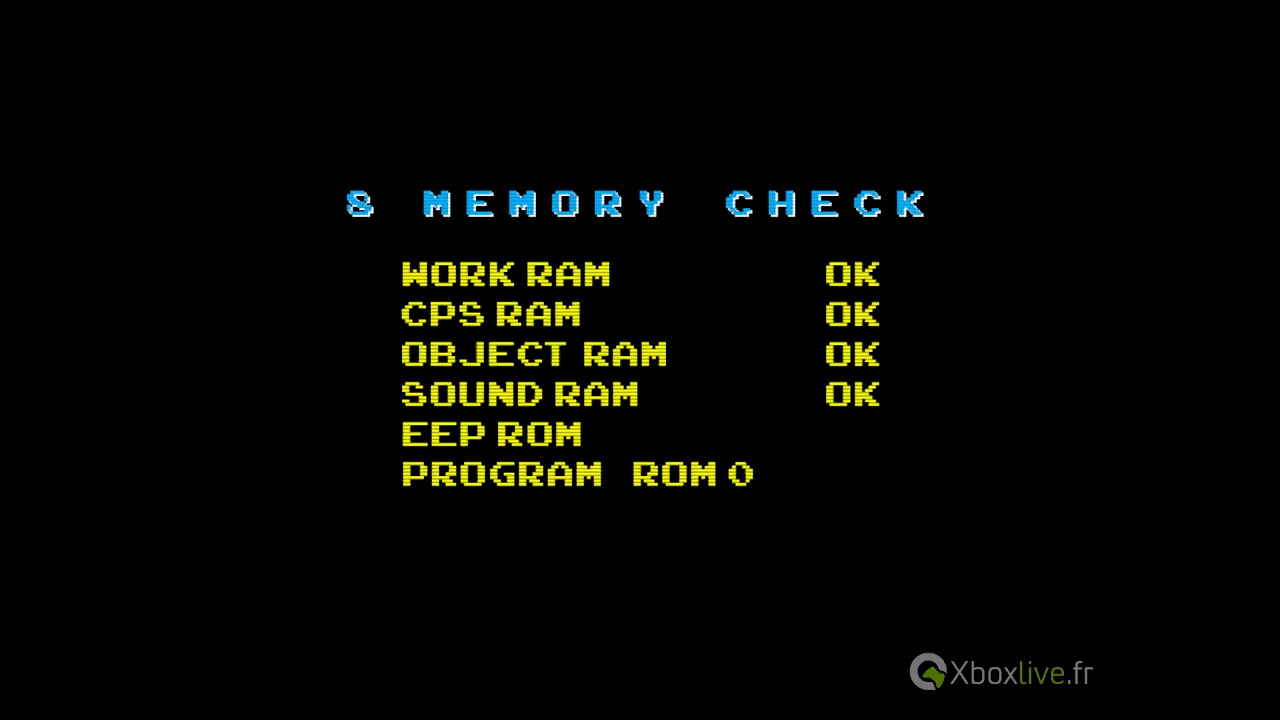 8 MEMORY CHECK
WORK RAM OK
CPS RAM OK
OBJECT RAM OK
SOUND RAM OK
EEP ROM
PROGRAM ROM 0
Xboxlive.fr